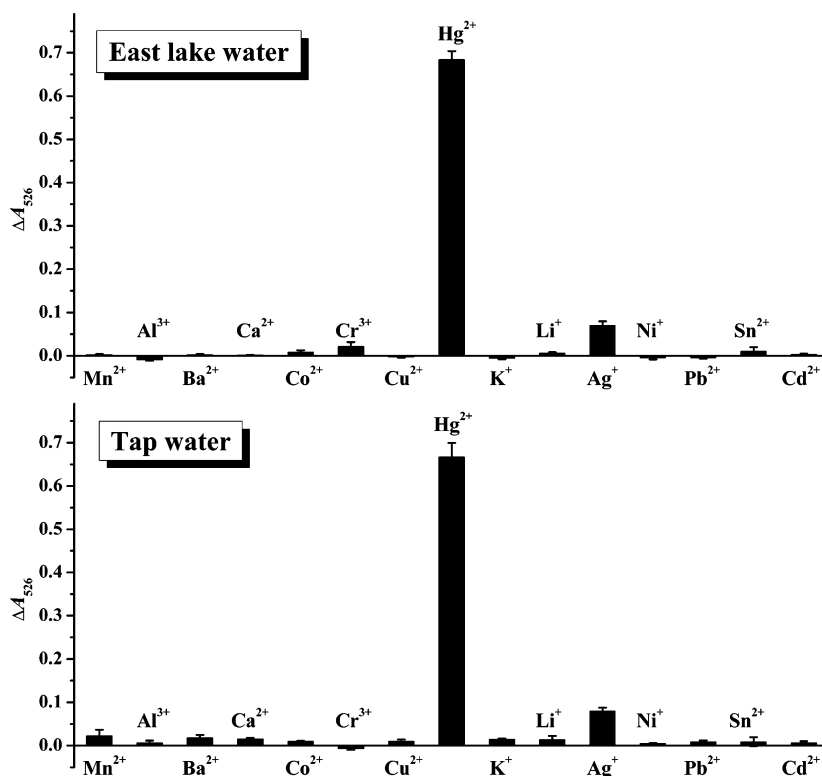 East lake water
Hg²⁺
0.7
0.6
0.5
0.4
0.3
0.2
0.1
0.0
ΔA₅₂₆
Al³⁺ Ca²⁺ Cr³⁺ Li⁺ Ni⁺ Sn²⁺
Mn²⁺ Ba²⁺ Co²⁺ Cu²⁺ K⁺ Ag⁺ Pb²⁺ Cd²⁺
Tap water
Hg²⁺
0.7
0.6
0.5
0.4
0.3
0.2
0.1
0.0
ΔA₅₂₆
Al³⁺ Ca²⁺ Cr³⁺ Li⁺ Ni⁺ Sn²⁺
Mn²⁺ Ba²⁺ Co²⁺ Cu²⁺ K⁺ Ag⁺ Pb²⁺ Cd²⁺